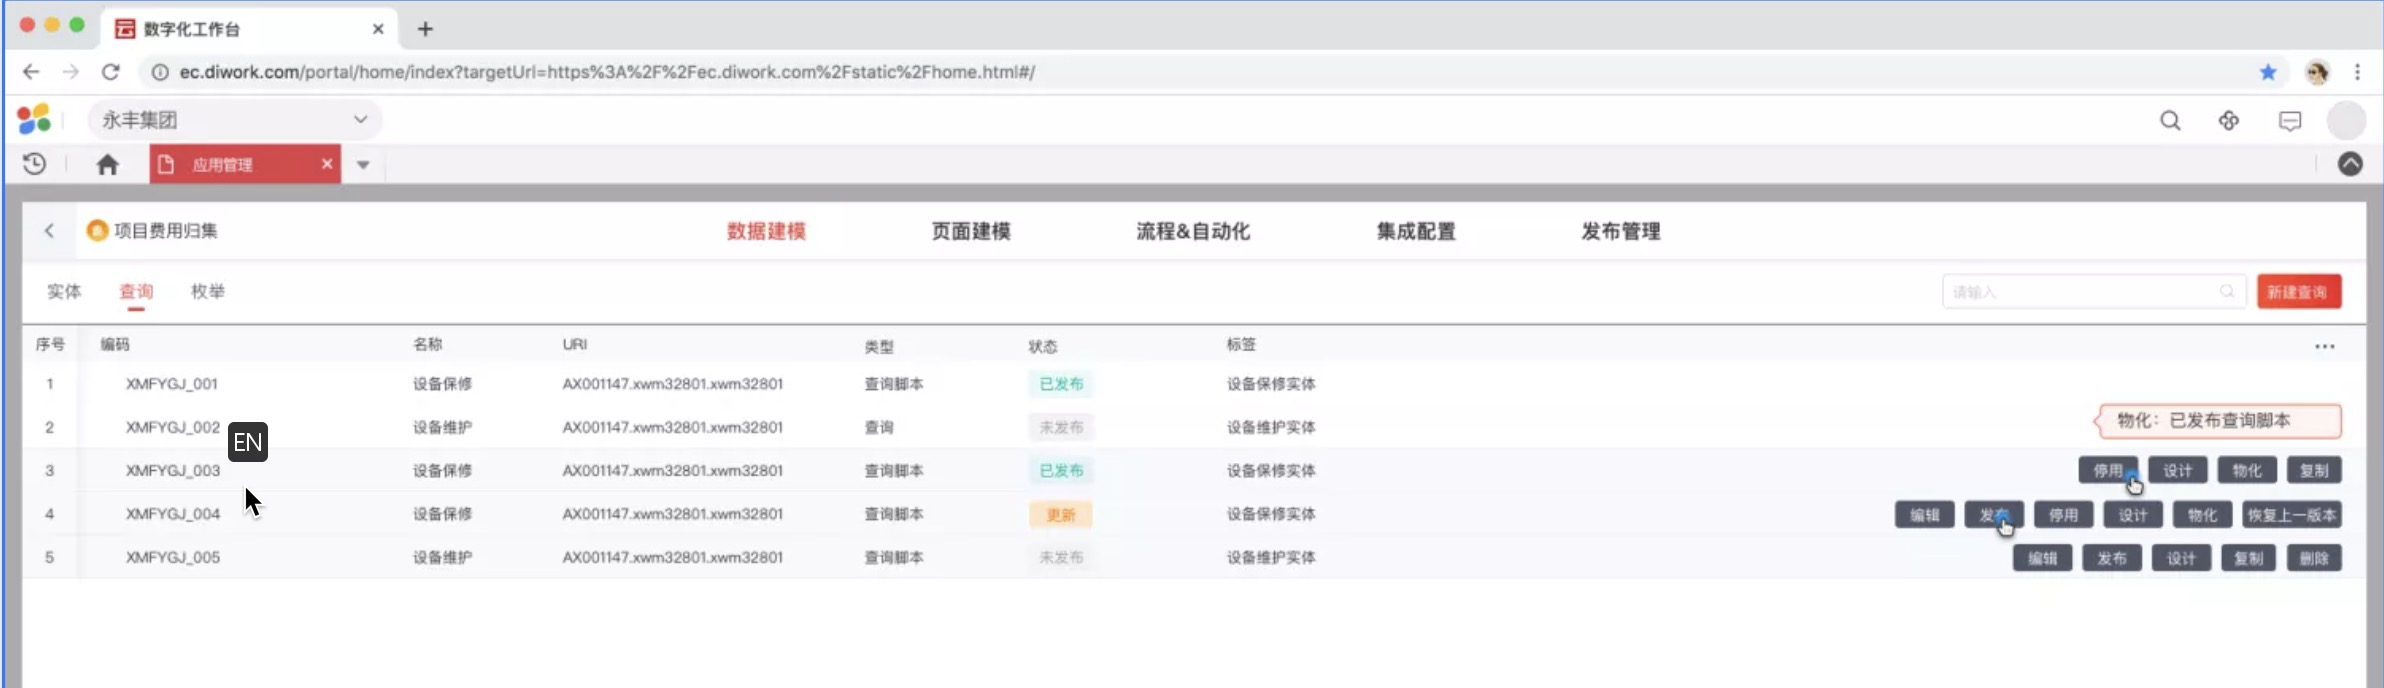 数字化工作台
ec.diwork.com/portal/home/index?targetUrl=https%3A%2F%2Fec.diwork.com%2Fstatic%2Fhome.html#/
永丰集团
应用管理
项目费用归集 数据建模 页面建模 流程&自动化 集成配置 发布管理
实体 查询 枚举 请输入 新建查询
序号 编码 名称 URI 类型 状态 标签
1 XMFYGJ_001 设备保修 AX001147.xwm32801.xwm32801 查询脚本 已发布 设备保修实体
2 XMFYGJ_002 设备维护 AX001147.xwm32801.xwm32801 查询 未发布 设备维护实体 物化：已发布查询脚本
EN
3 XMFYGJ_003 设备保修 AX001147.xwm32801.xwm32801 查询脚本 已发布 设备保修实体 停用 设计 物化 复制
4 XMFYGJ_004 设备保修 AX001147.xwm32801.xwm32801 查询脚本 更新 设备保修实体 编辑 发布 停用 设计 物化 恢复上一版本
5 XMFYGJ_005 设备维护 AX001147.xwm32801.xwm32801 查询脚本 未发布 设备维护实体 编辑 发布 设计 复制 删除